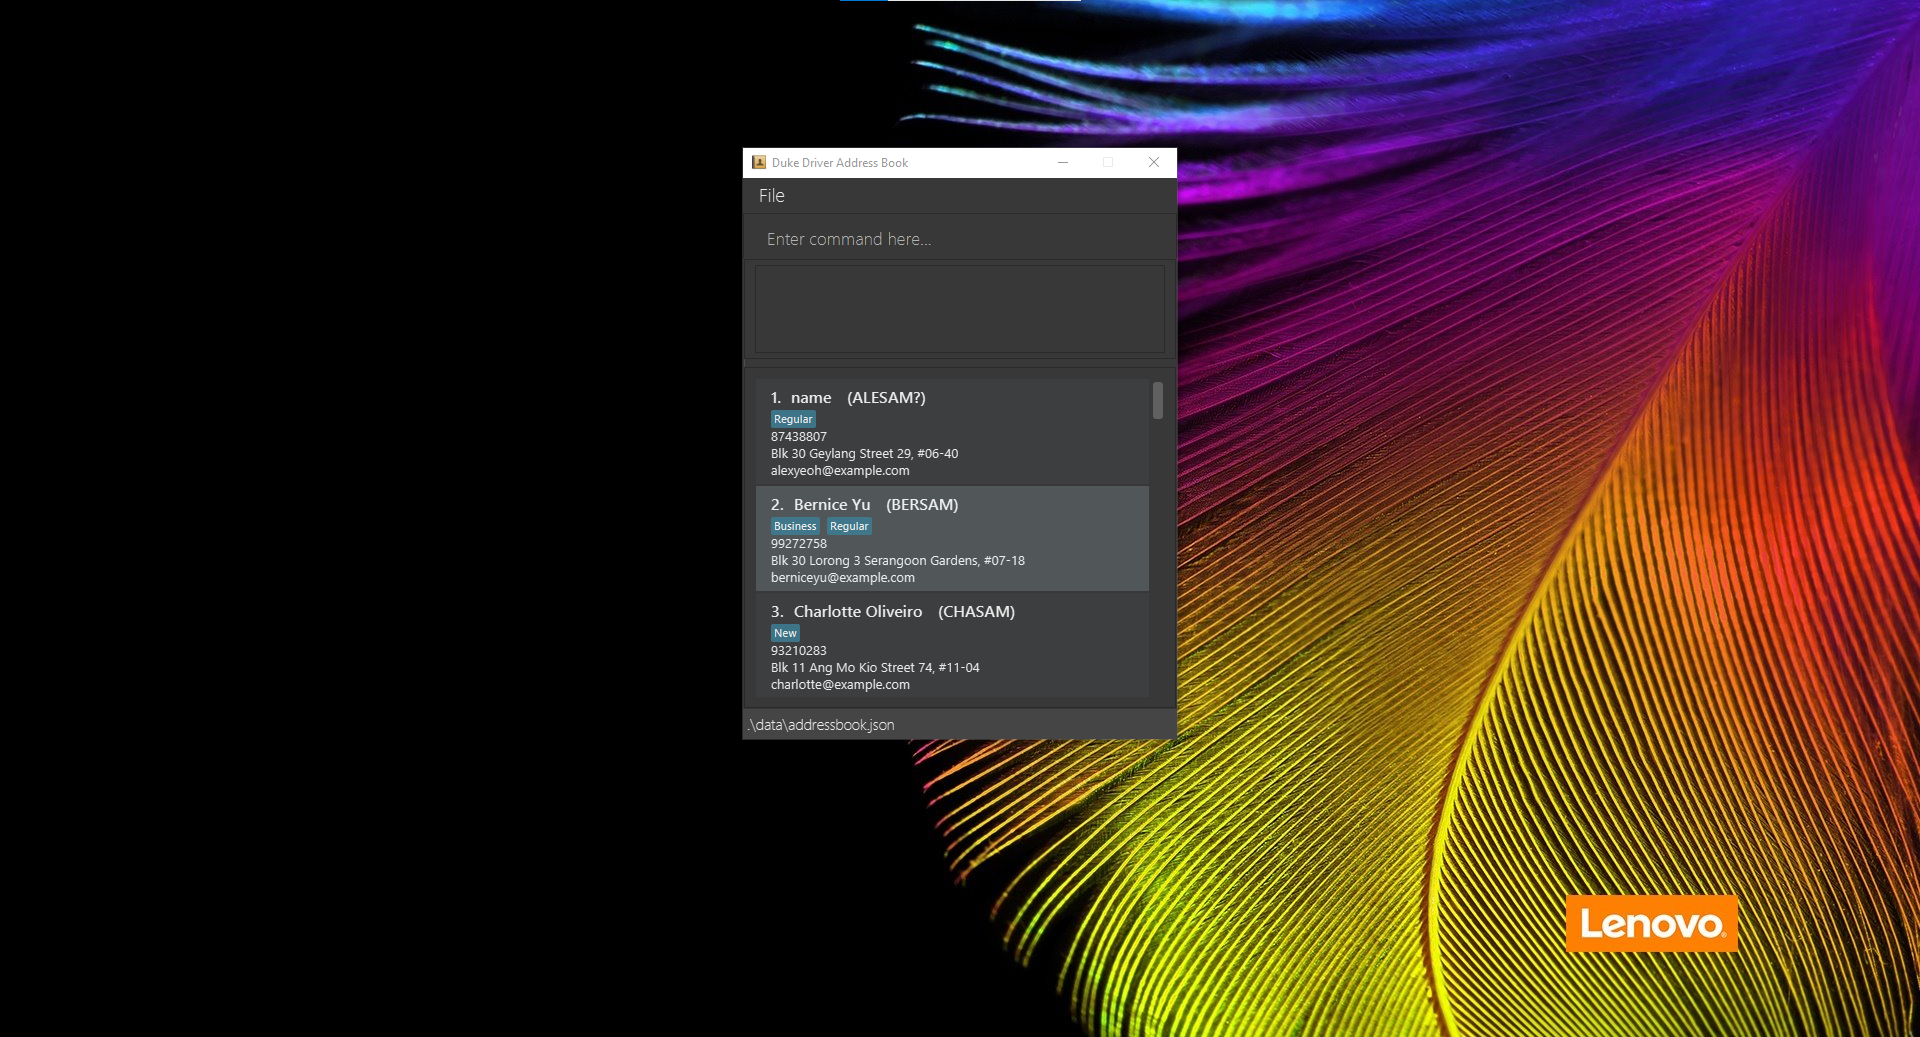 Duke Driver Address Book
File
Enter command here...
1. name (ALESAM?)
Regular
87438807
Blk 30 Geylang Street 29, #06-40
alexyeoh@example.com
2. Bernice Yu (BERSAM)
Business Regular
99272758
Blk 30 Lorong 3 Serangoon Gardens, #07-18
berniceyu@example.com
3. Charlotte Oliveiro (CHASAM)
New
93210283
Blk 11 Ang Mo Kio Street 74, #11-04
charlotte@example.com
.\data\addressbook.json
Lenovo